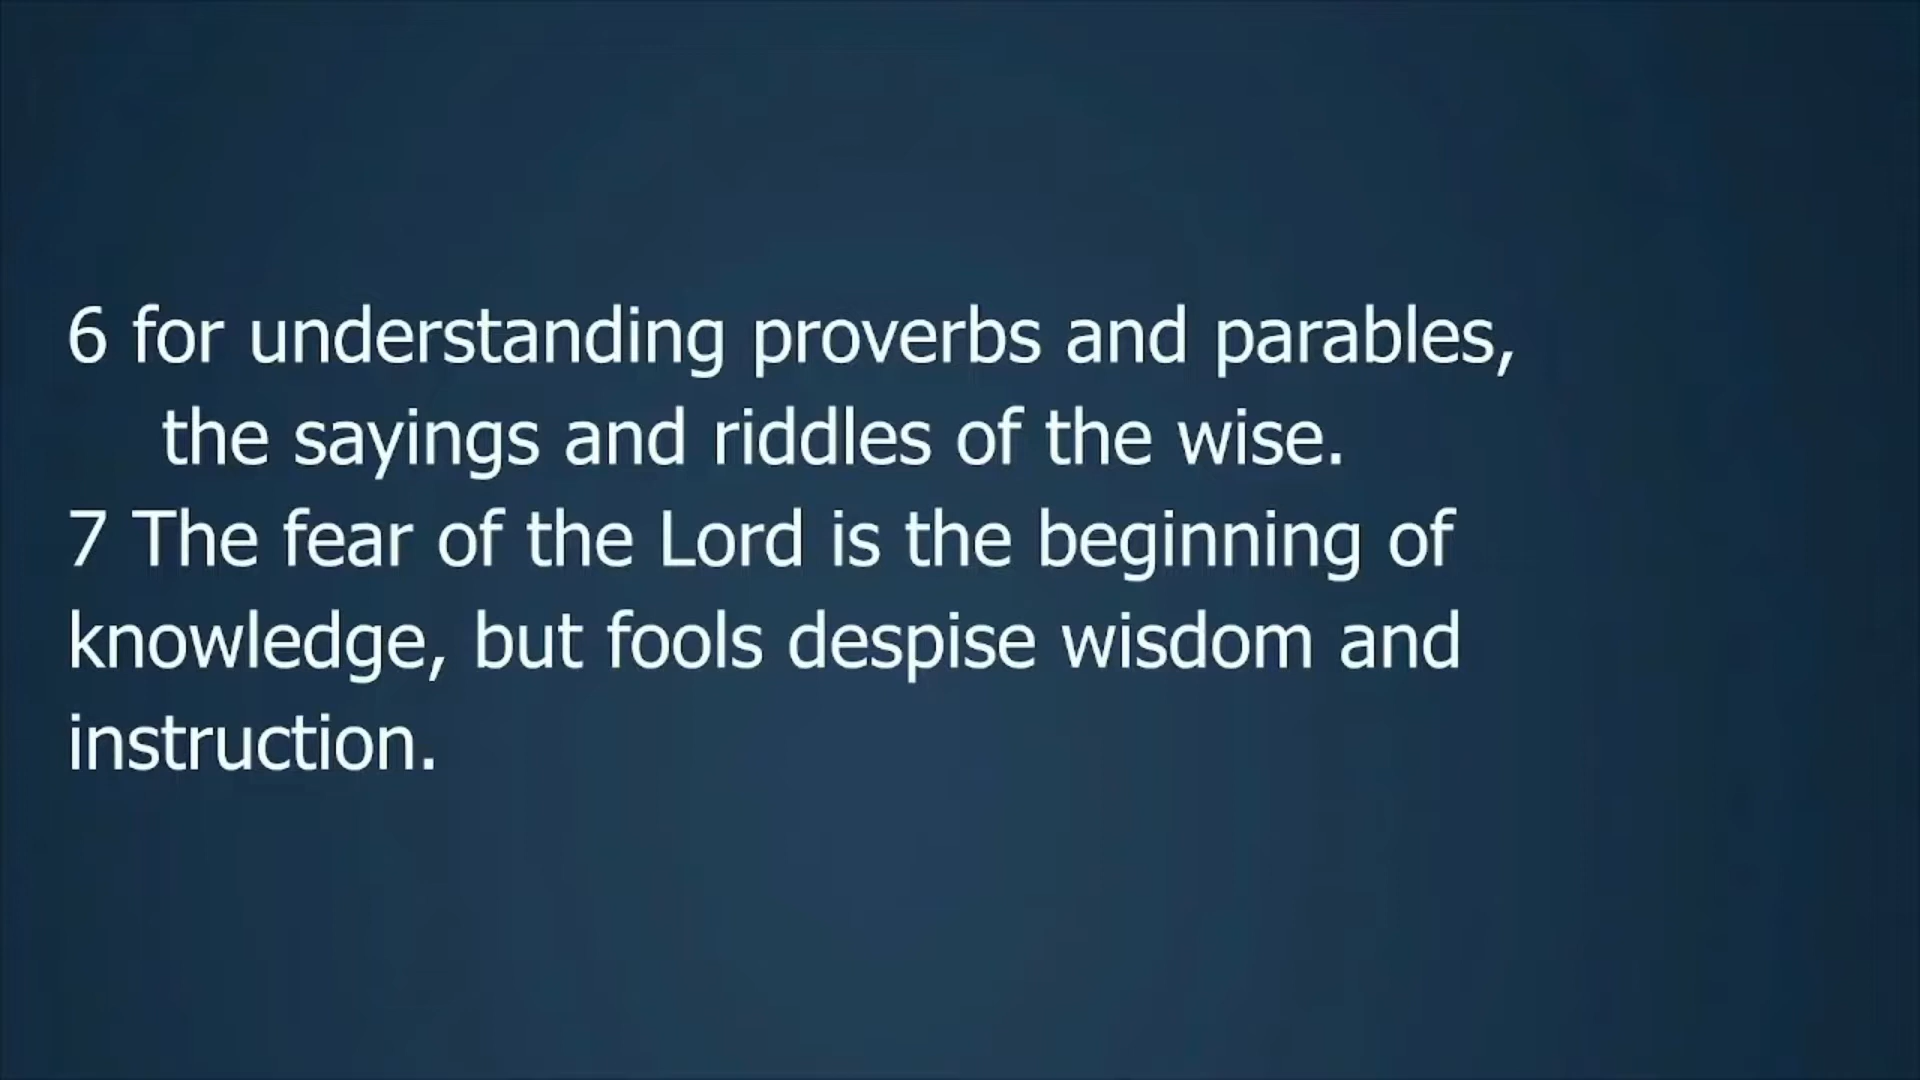 6 for understanding proverbs and parables,
the sayings and riddles of the wise.
7 The fear of the Lord is the beginning of
knowledge, but fools despise wisdom and
instruction.